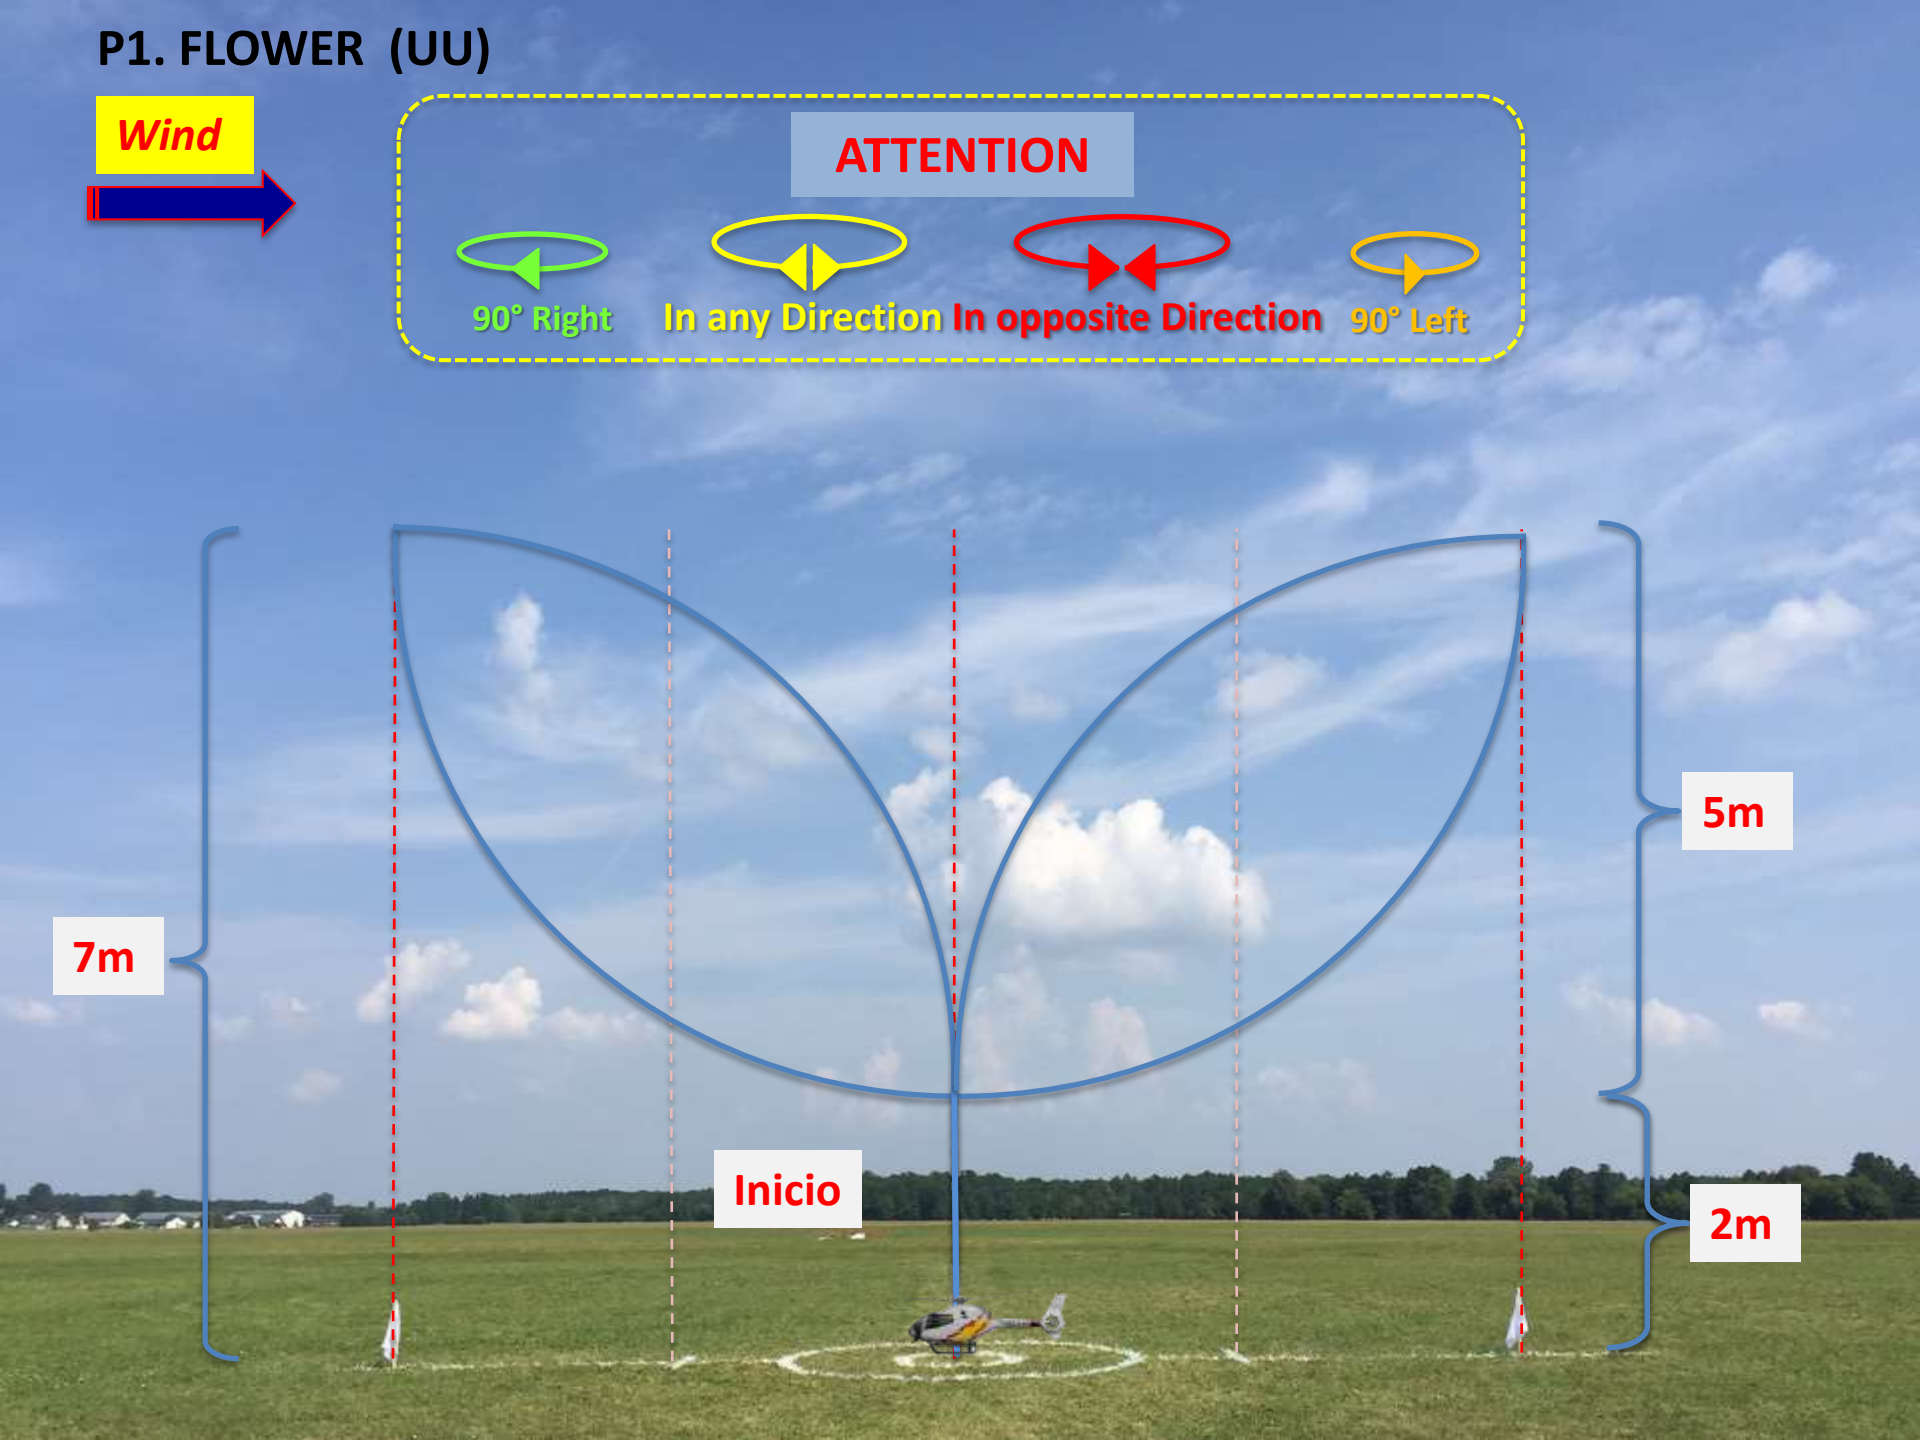 P1. FLOWER (UU)
Wind
ATTENTION
90° Right
In any Direction
In opposite Direction
90° Left
5m
7m
Inicio
2m